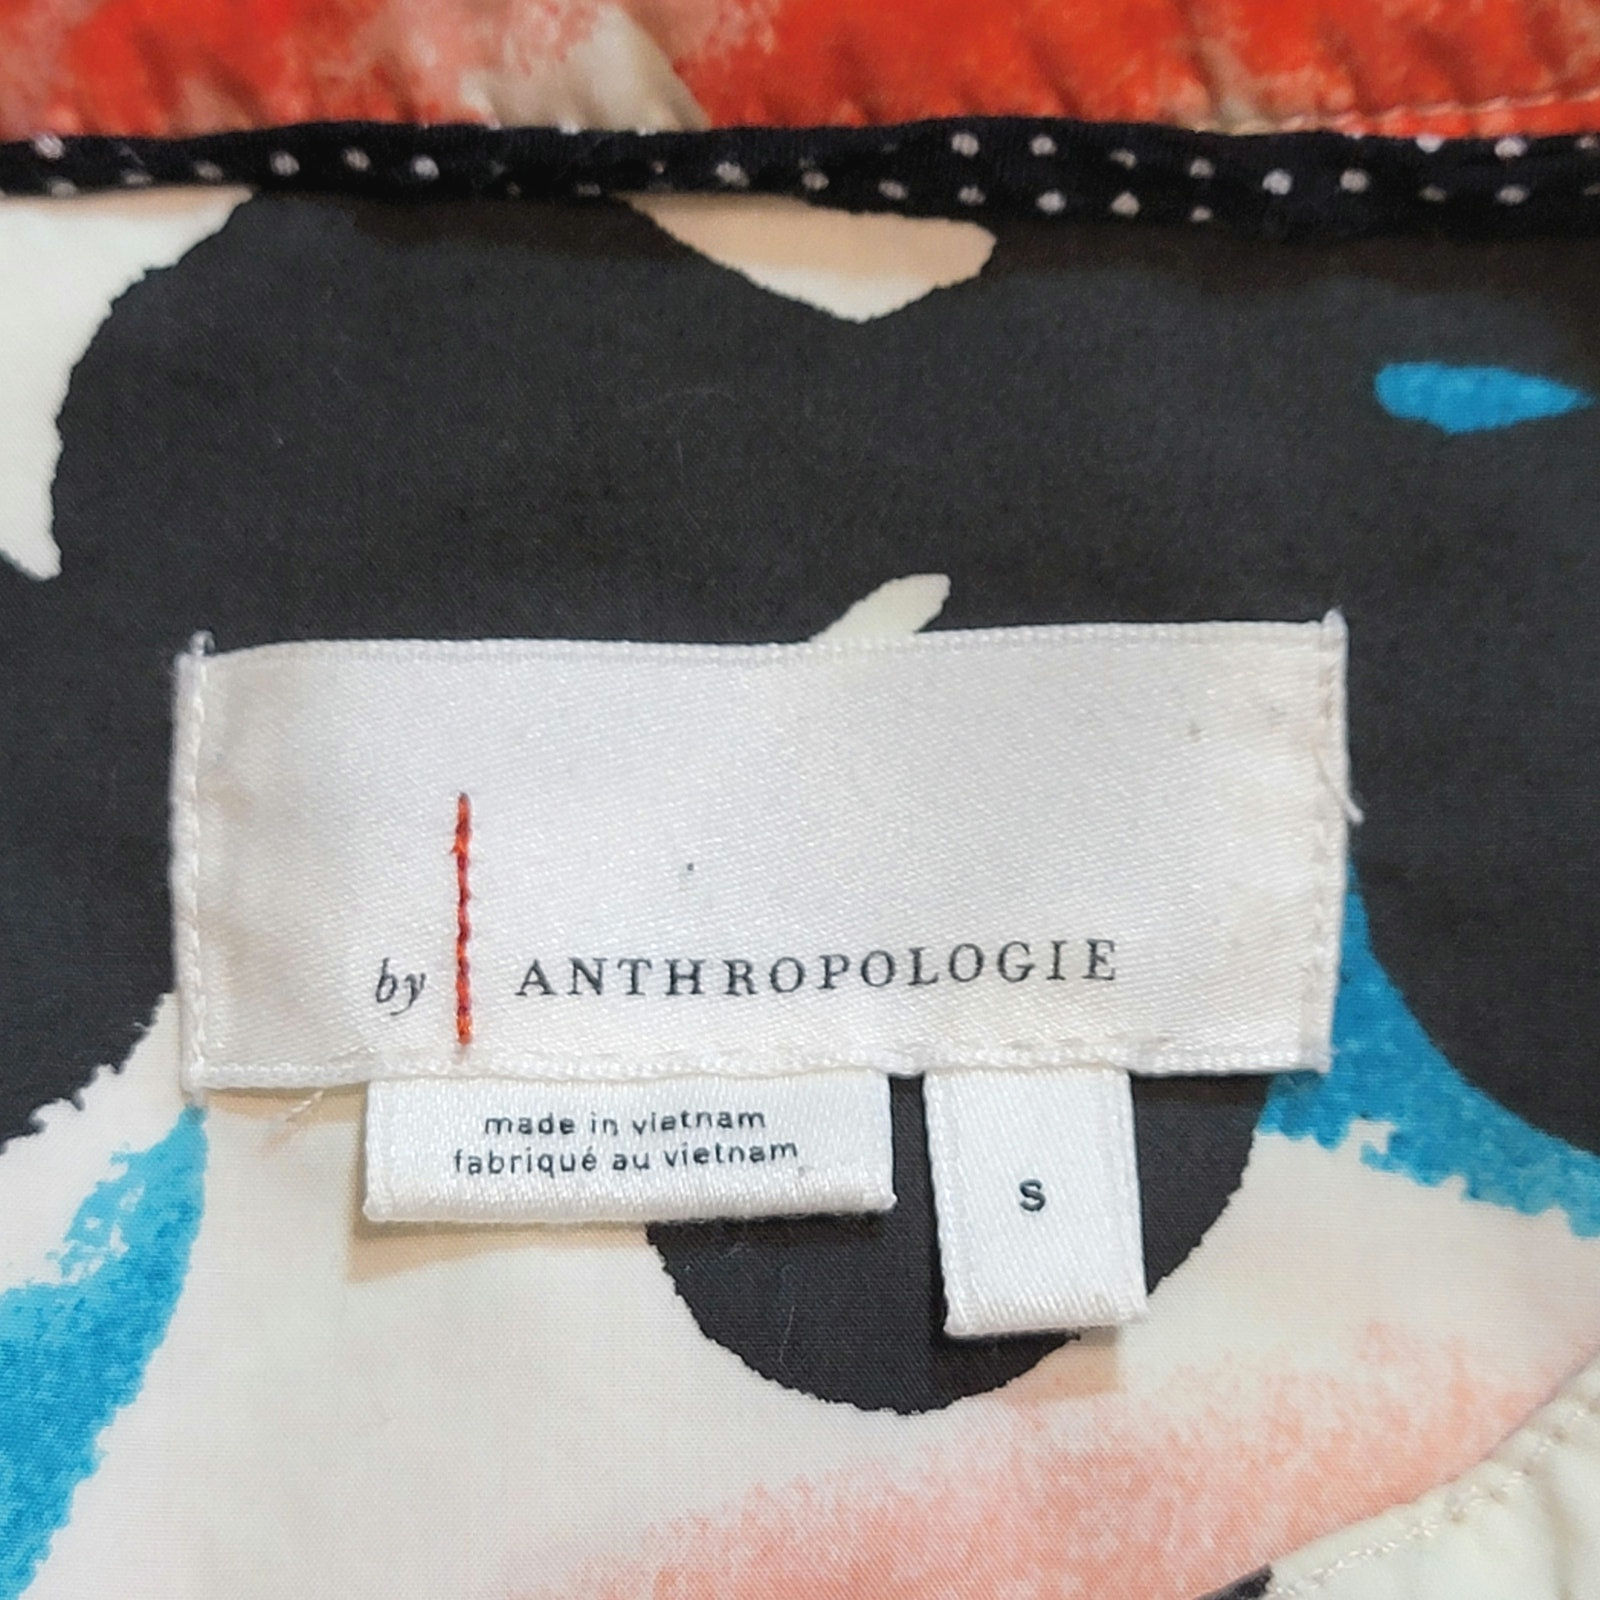 by ANTHROPOLOGIE
made in vietnam
fabriqué au vietnam
S